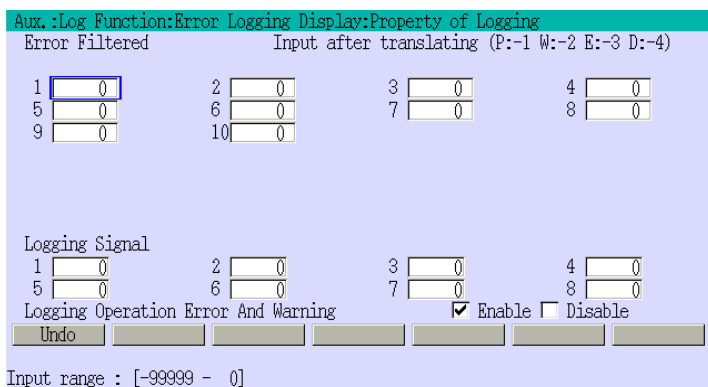 Aux.:Log Function:Error Logging Display:Property of Logging
Error Filtered Input after translating (P:-1 W:-2 E:-3 D:-4)
1 0 2 0 3 0 4 0
5 0 6 0 7 0 8 0
9 0 10 0
Logging Signal
1 0 2 0 3 0 4 0
5 0 6 0 7 0 8 0
Logging Operation Error And Warning Enable Disable
Undo
Input range : [-99999 - 0]